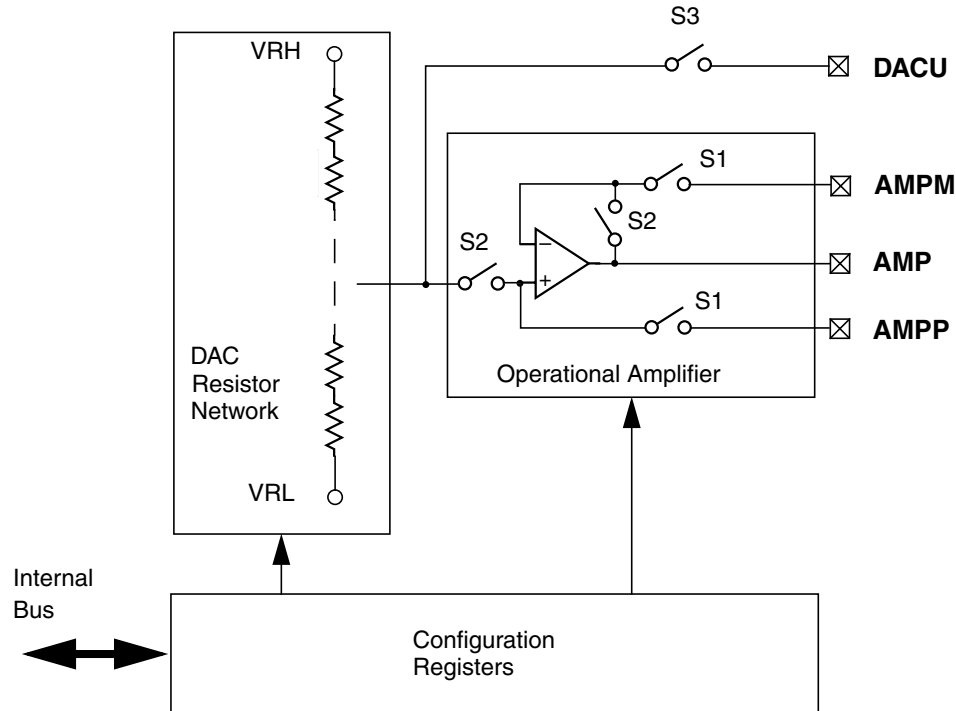 S3
VRH
DACU
S1
AMPM
S2
S2
−
+
AMP
S1
AMPP
DAC
Resistor
Network
Operational Amplifier
VRL
Internal
Bus
Configuration
Registers